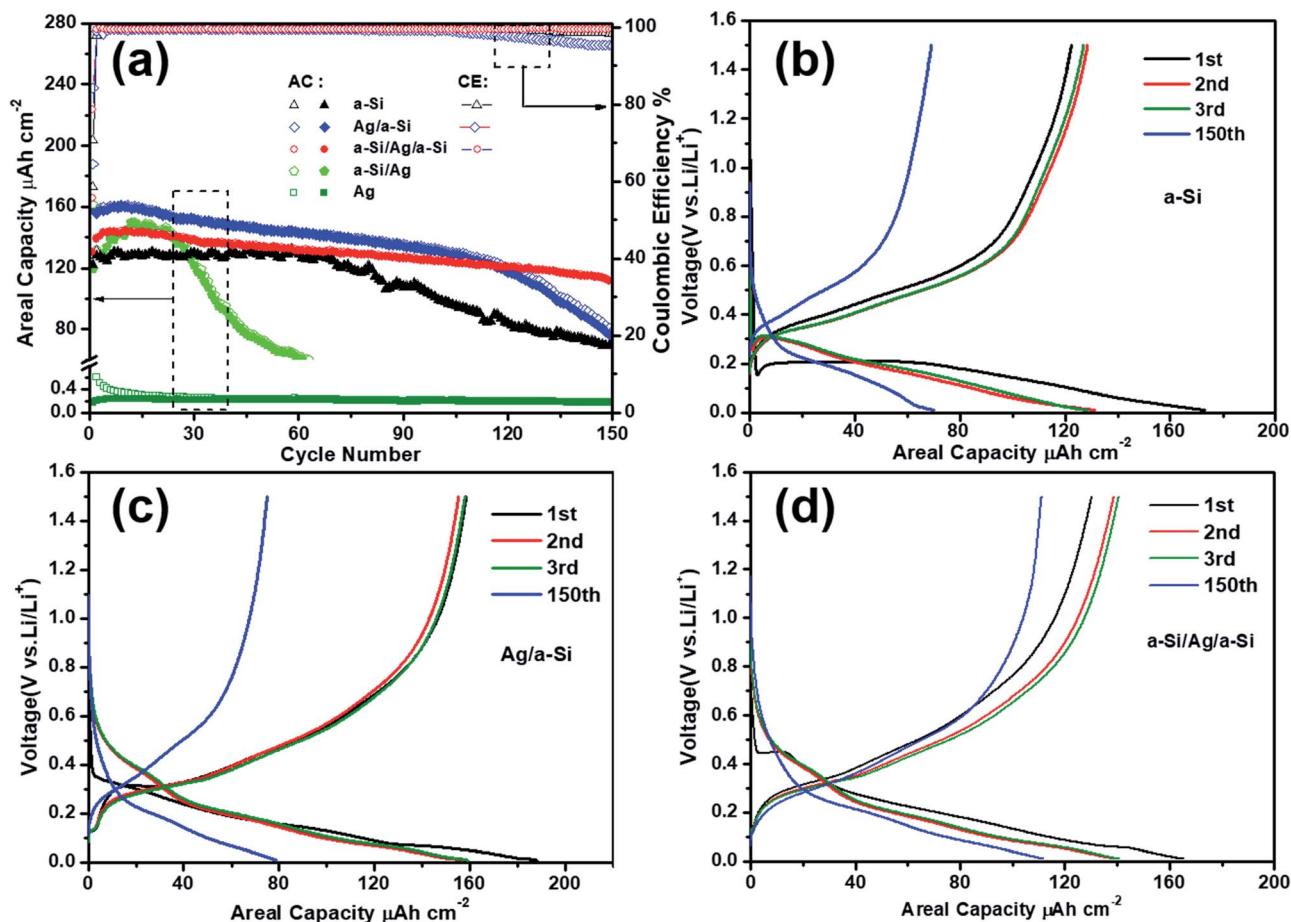 (a)
280
240
200
160
120
80
0.4
0.0
Areal Capacity μAh cm-2
AC : CE:
a-Si
Ag/a-Si
a-Si/Ag/a-Si
a-Si/Ag
Ag
100
80
60
40
20
0
Coulombic Efficiency %
0 30 60 90 120 150
Cycle Number
(b)
1.6
1.4
1.2
1.0
0.8
0.6
0.4
0.2
0.0
Voltage(V vs.Li/Li+)
1st
2nd
3rd
150th
a-Si
0 40 80 120 160 200
Areal Capacity μAh cm-2
(c)
1.6
1.4
1.2
1.0
0.8
0.6
0.4
0.2
0.0
Voltage(V vs.Li/Li+)
1st
2nd
3rd
150th
Ag/a-Si
0 40 80 120 160 200
Areal Capacity μAh cm-2
(d)
1.6
1.4
1.2
1.0
0.8
0.6
0.4
0.2
0.0
Voltage(V vs.Li/Li+)
1st
2nd
3rd
150th
a-Si/Ag/a-Si
0 40 80 120 160 200
Areal Capacity μAh cm-2